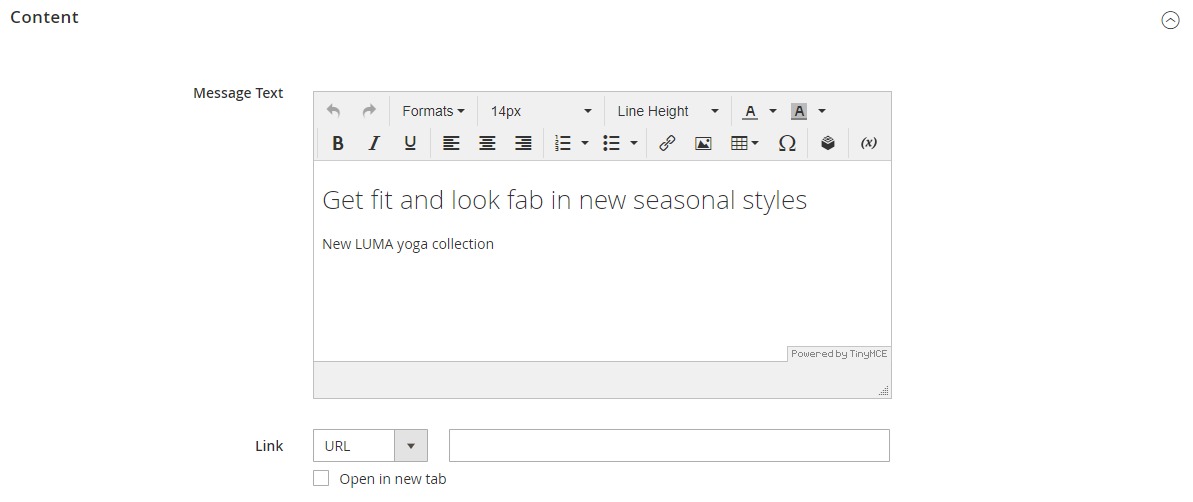 Content
Message Text
Formats 14px Line Height A A
B I U Ω (x)
Get fit and look fab in new seasonal styles
New LUMA yoga collection
Powered by TinyMCE
Link URL
Open in new tab